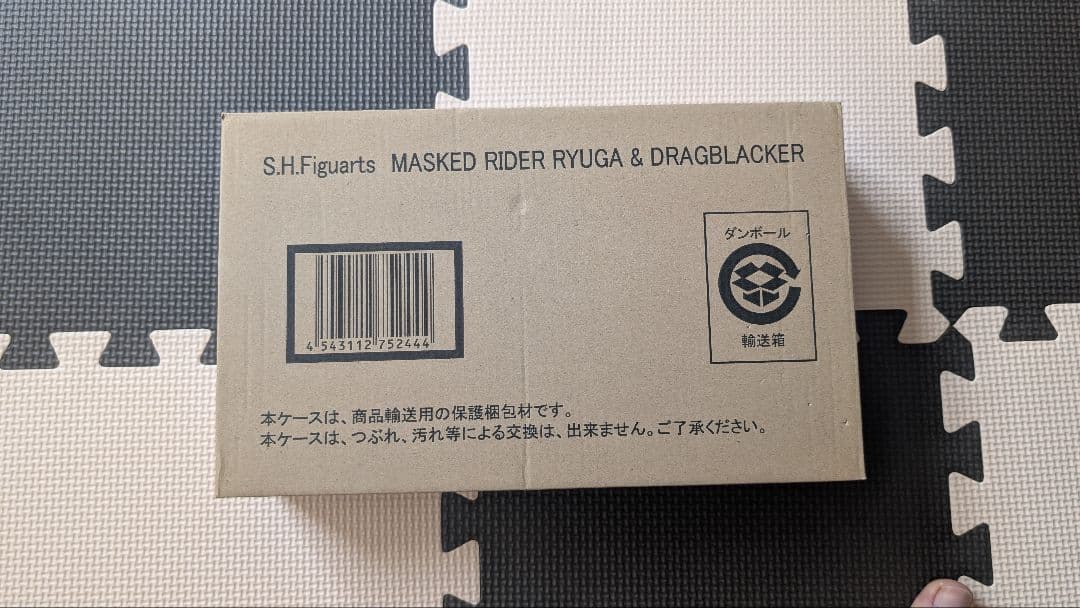 S.H.Figuarts MASKED RIDER RYUGA & DRAGBLACKER
ダンボール
輸送箱
4 543112 752444
本ケースは、商品輸送用の保護梱包材です。
本ケースは、つぶれ、汚れ等による交換は、出来ません。ご了承ください。